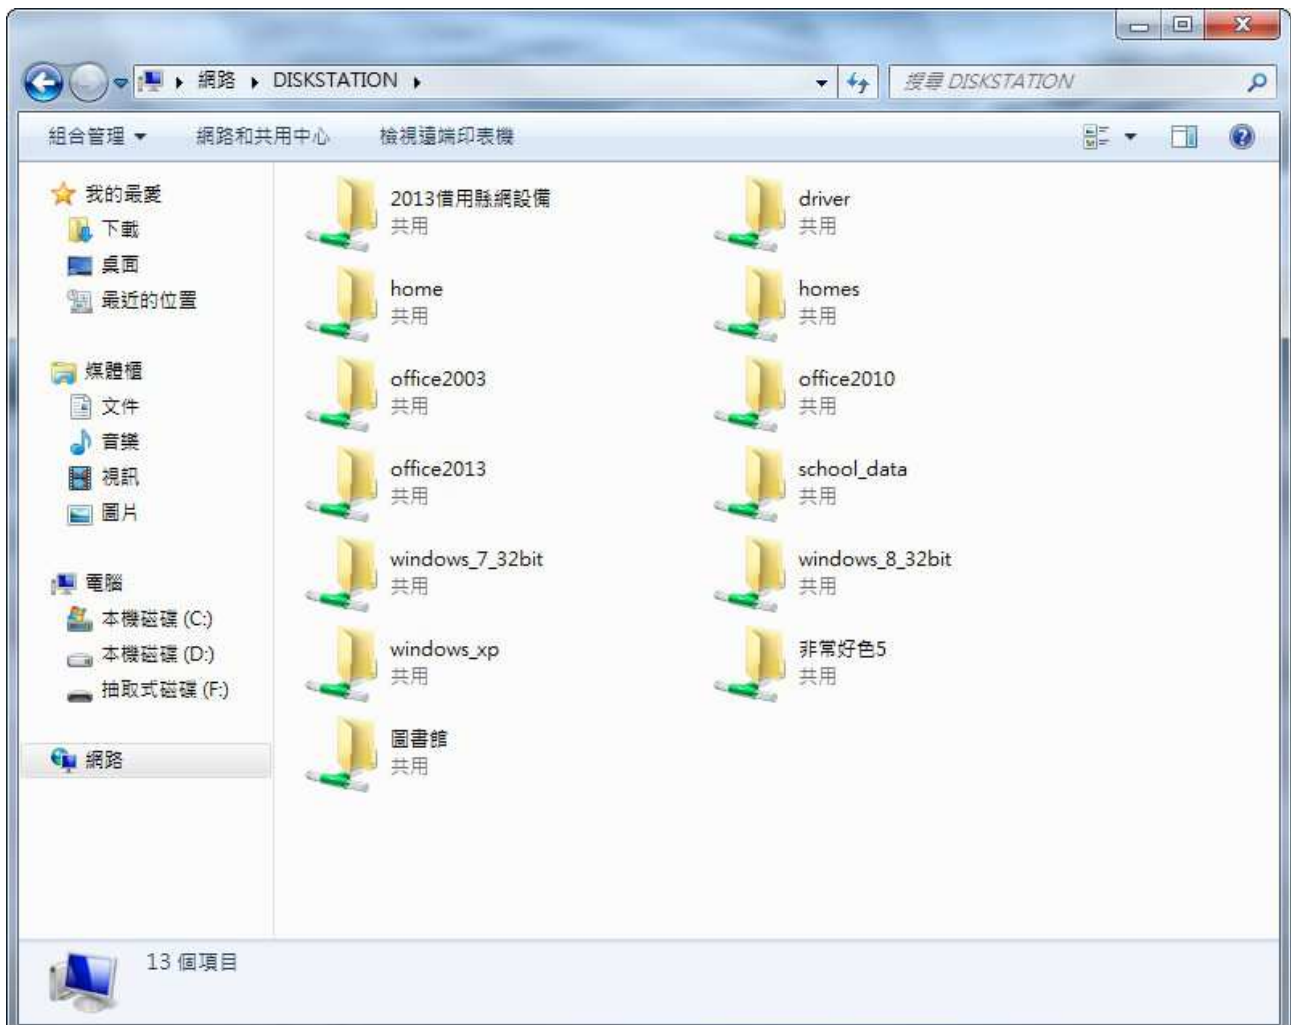 網路 DISKSTATION
搜尋 DISKSTATION
組合管理 網路和共用中心 檢視遠端印表機
我的最愛
下載
桌面
最近的位置
媒體櫃
文件
音樂
視訊
圖片
電腦
本機磁碟 (C:)
本機磁碟 (D:)
抽取式磁碟 (F:)
網路
2013借用縣網設備
共用
driver
共用
home
共用
homes
共用
office2003
共用
office2010
共用
office2013
共用
school_data
共用
windows_7_32bit
共用
windows_8_32bit
共用
windows_xp
共用
非常好色5
共用
圖書館
共用
13 個項目